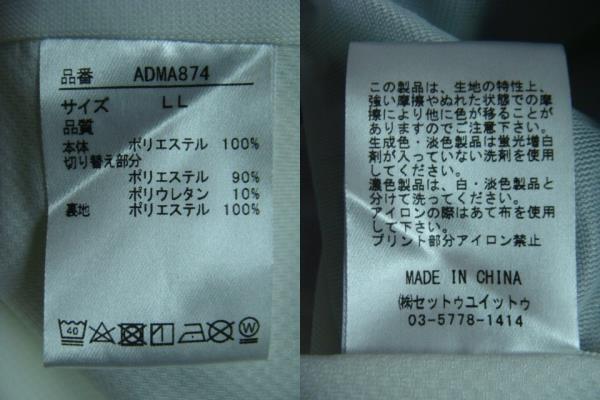 品番 ADMA874
サイズ LL
品質
本体 ポリエステル 100%
切り替え部分
ポリエステル 90%
ポリウレタン 10%
裏地 ポリエステル 100%
40
W
この製品は、生地の特性上、
強い摩擦やぬれた状態での摩
擦により他に色が移ることが
ありますのでご注意下さい。
生成色・淡色製品は蛍光増白
剤が入っていない洗剤を使用
してください。
濃色製品は、白・淡色製品と
分けて洗ってください。
アイロンの際はあて布を使用
して下さい。
プリント部分アイロン禁止
MADE IN CHINA
㈱セットゥユイットゥ
03-5778-1414